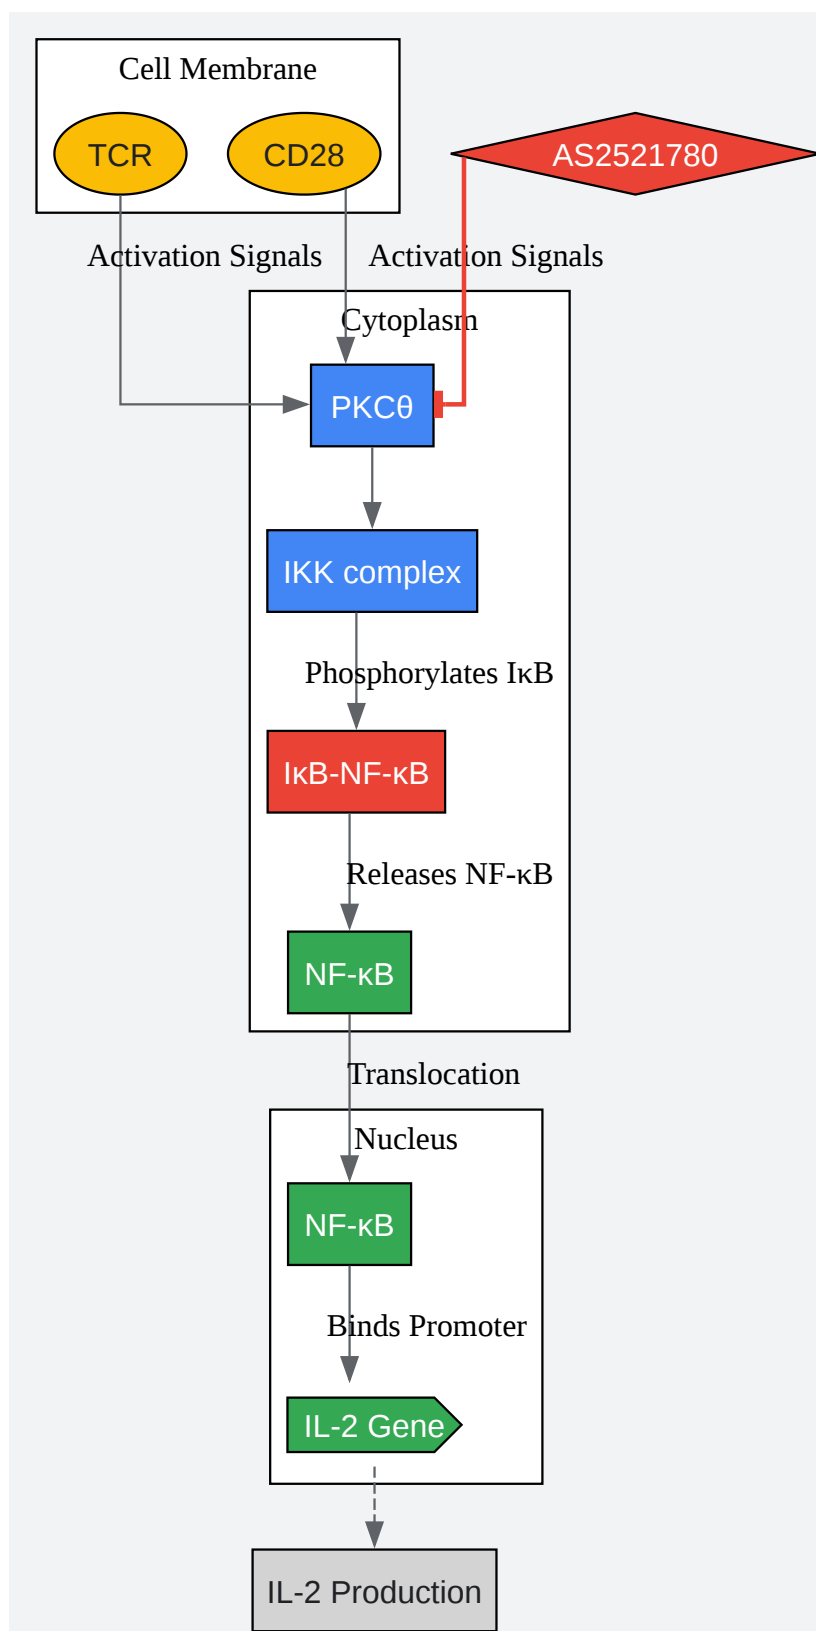 Cell Membrane
TCR
CD28
AS2521780
Activation Signals
Activation Signals
Cytoplasm
PKCθ
IKK complex
Phosphorylates IκB
IκB-NF-κB
Releases NF-κB
NF-κB
Translocation
Nucleus
NF-κB
Binds Promoter
IL-2 Gene
IL-2 Production